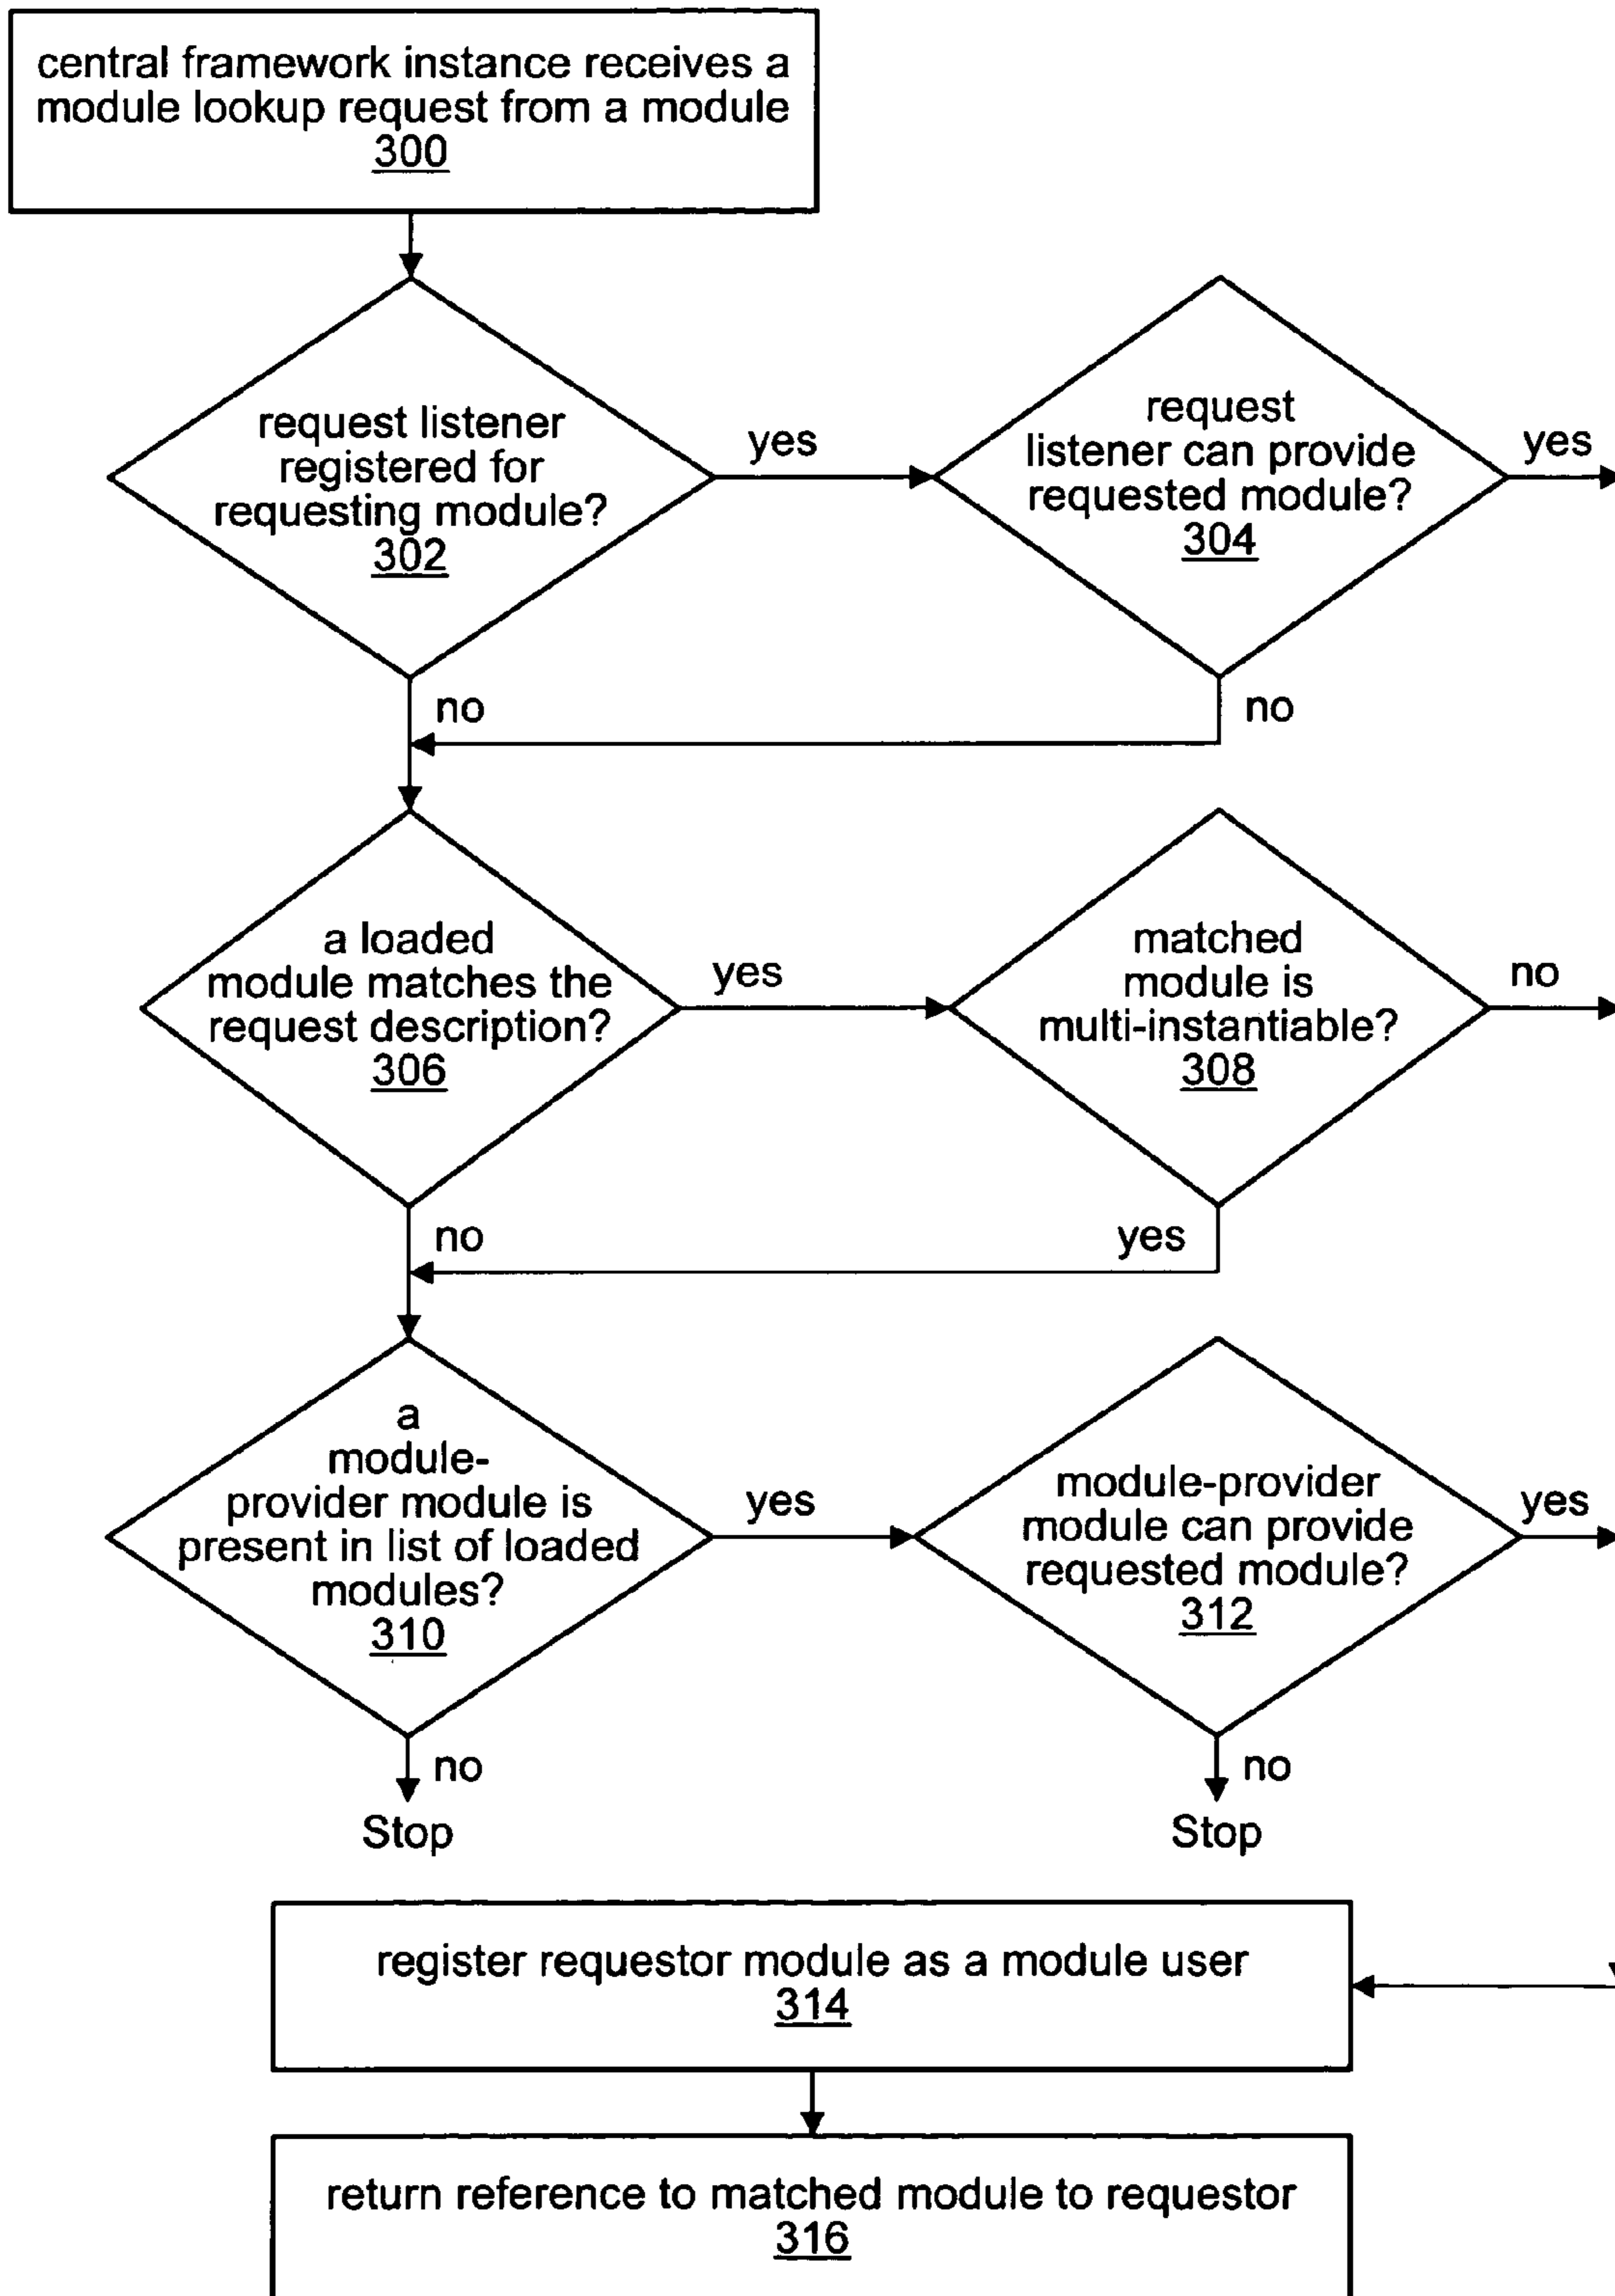 central framework instance receives a
module lookup request from a module
300
request listener
registered for
requesting module?
302
yes
request
listener can provide
requested module?
304
yes
no
no
a loaded
module matches the
request description?
306
yes
matched
module is
multi-instantiable?
308
no
no
yes
a
module-
provider module is
present in list of loaded
modules?
310
yes
module-provider
module can provide
requested module?
312
yes
no
no
Stop
Stop
register requestor module as a module user
314
return reference to matched module to requestor
316